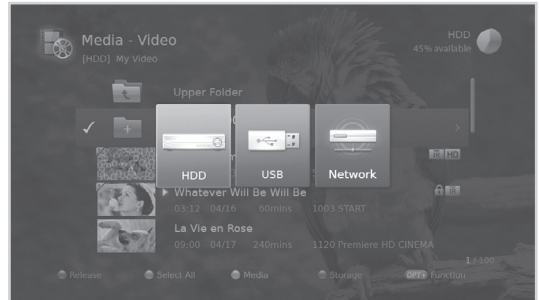 Media - Video
[HDD] My Video
HDD
45% available
Upper Folder
HDD
USB
Network
HD
Whatever Will Be Will Be
03:12 04/16 60mins 1003 START
La Vie en Rose
09:00 04/17 240mins 1120 Premiere HD CINEMA
1 / 100
Release
Select All
Media
Storage
OPT+ Function